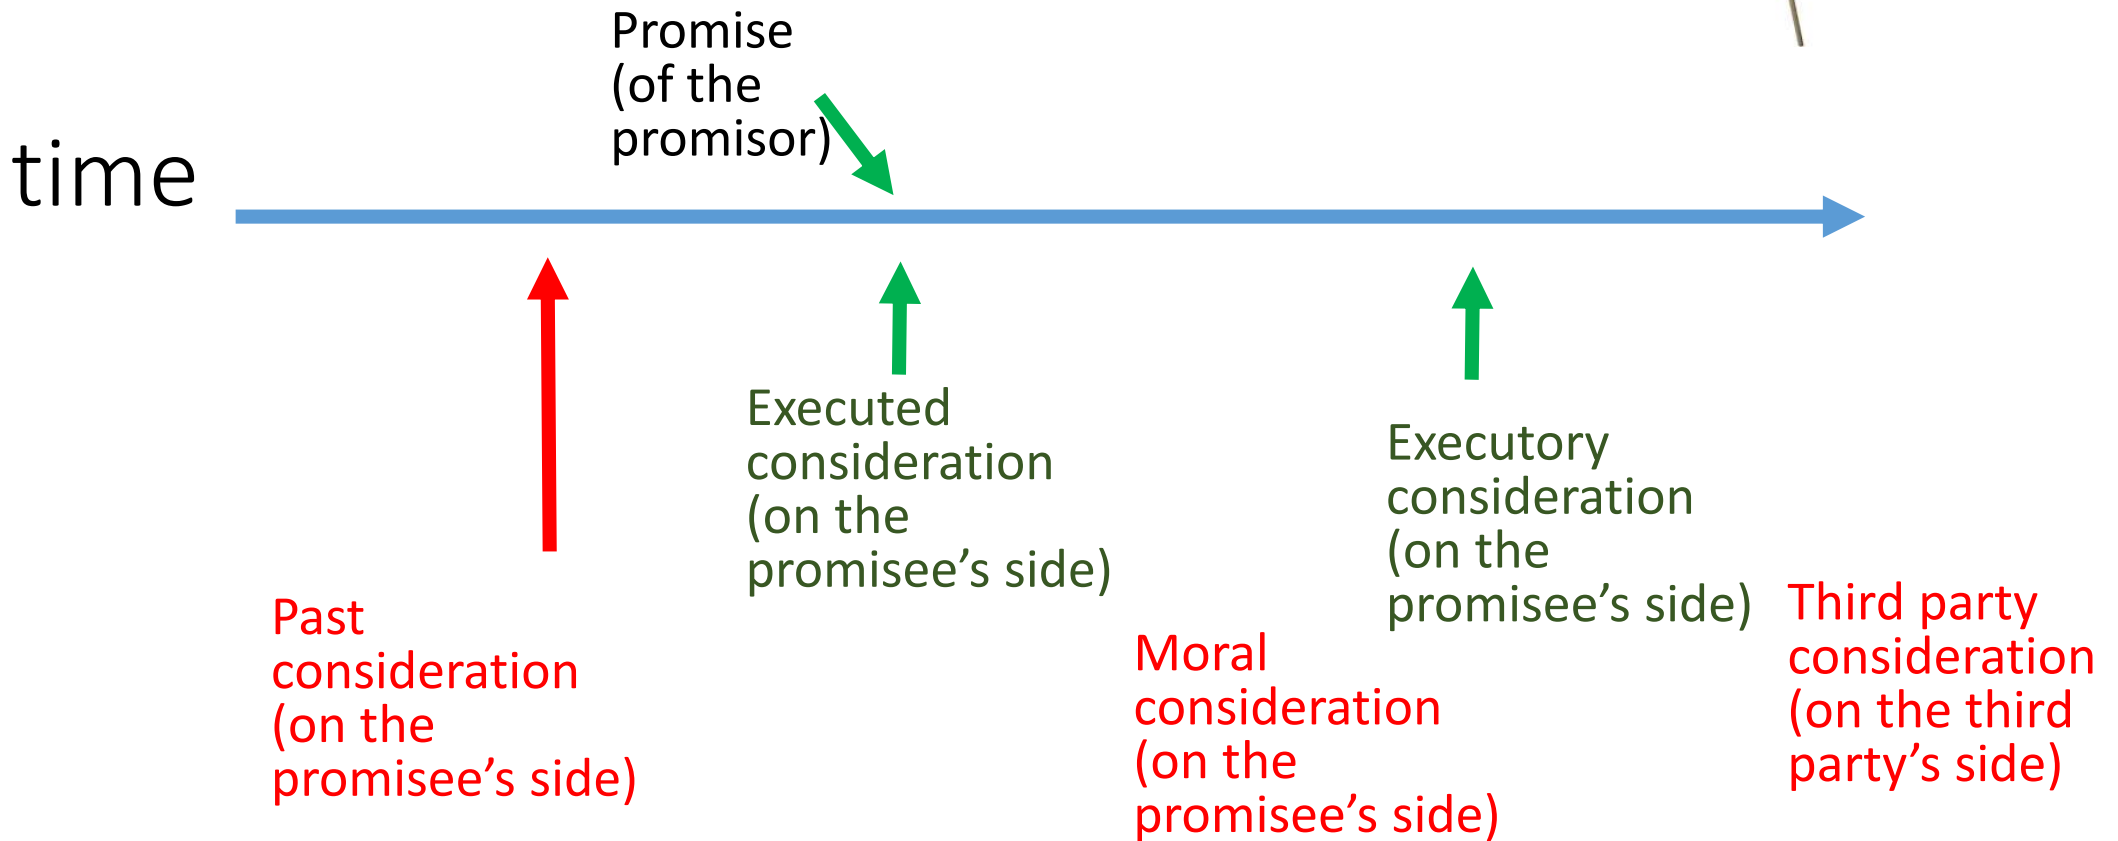 Promise
(of the
promisor)
time
Executed
consideration
(on the
promisee’s side)
Executory
consideration
(on the
promisee’s side)
Past
consideration
(on the
promisee’s side)
Moral
consideration
(on the
promisee’s side)
Third party
consideration
(on the third
party’s side)